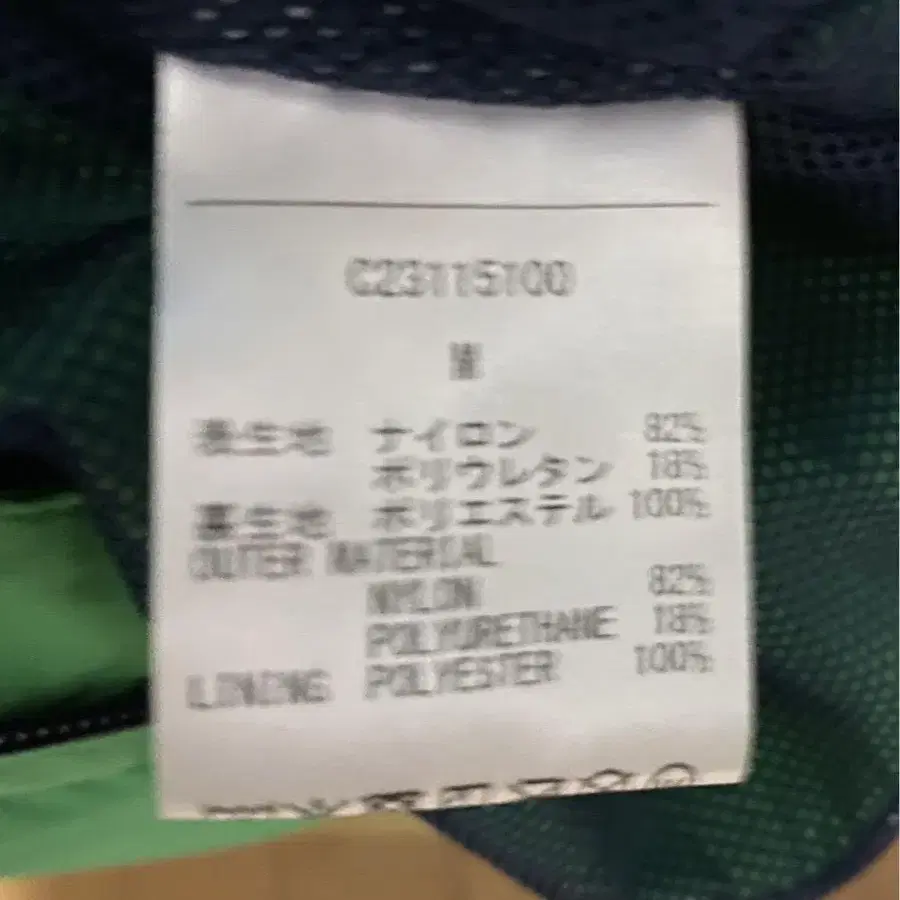 C23115100
M
表生地 ナイロン 82%
ポリウレタン 18%
裏生地 ポリエステル 100%
OUTER MATERIAL
NYLON 82%
POLYURETHANE 18%
LINING POLYESTER 100%